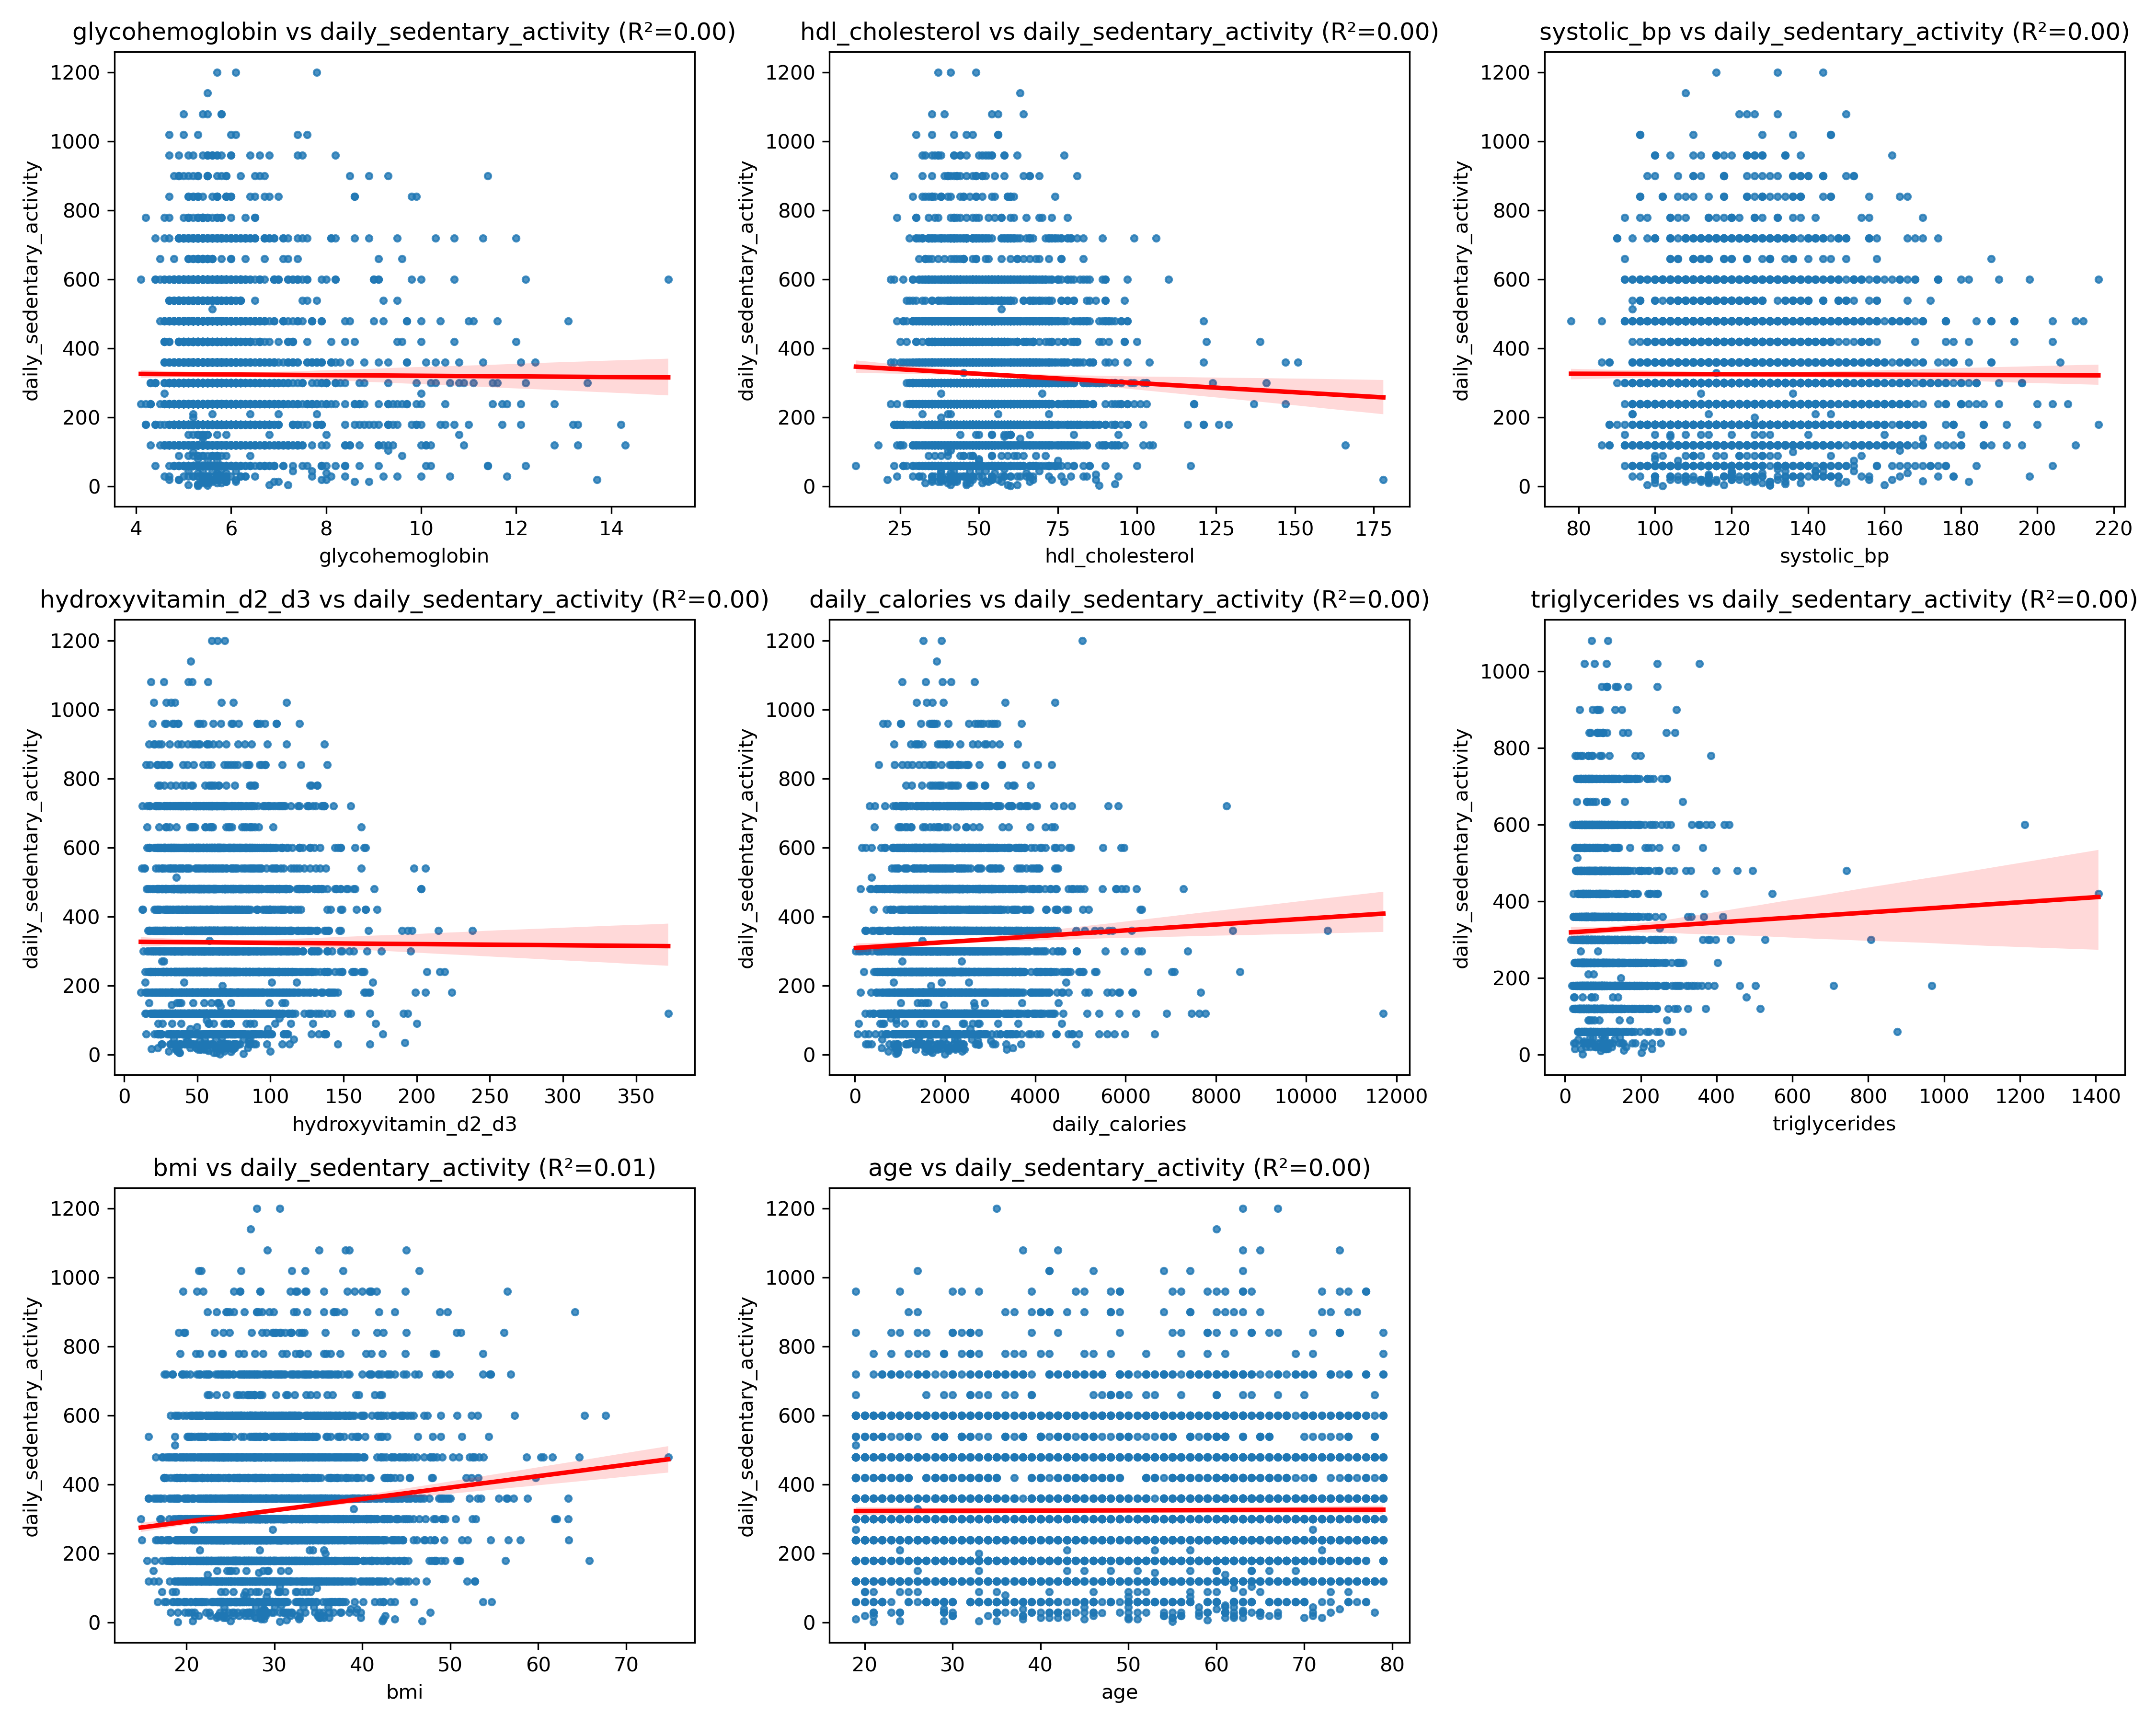 glycohemoglobin vs daily_sedentary_activity (R²=0.00)
daily_sedentary_activity
1200
1000
800
600
400
200
0
4 6 8 10 12 14
glycohemoglobin
hdl_cholesterol vs daily_sedentary_activity (R²=0.00)
daily_sedentary_activity
1200
1000
800
600
400
200
0
25 50 75 100 125 150 175
hdl_cholesterol
systolic_bp vs daily_sedentary_activity (R²=0.00)
daily_sedentary_activity
1200
1000
800
600
400
200
0
80 100 120 140 160 180 200 220
systolic_bp
hydroxyvitamin_d2_d3 vs daily_sedentary_activity (R²=0.00)
daily_sedentary_activity
1200
1000
800
600
400
200
0
0 50 100 150 200 250 300 350
hydroxyvitamin_d2_d3
daily_calories vs daily_sedentary_activity (R²=0.00)
daily_sedentary_activity
1200
1000
800
600
400
200
0
0 2000 4000 6000 8000 10000 12000
daily_calories
triglycerides vs daily_sedentary_activity (R²=0.00)
daily_sedentary_activity
1000
800
600
400
200
0
0 200 400 600 800 1000 1200 1400
triglycerides
bmi vs daily_sedentary_activity (R²=0.01)
daily_sedentary_activity
1200
1000
800
600
400
200
0
20 30 40 50 60 70
bmi
age vs daily_sedentary_activity (R²=0.00)
daily_sedentary_activity
1200
1000
800
600
400
200
0
20 30 40 50 60 70 80
age